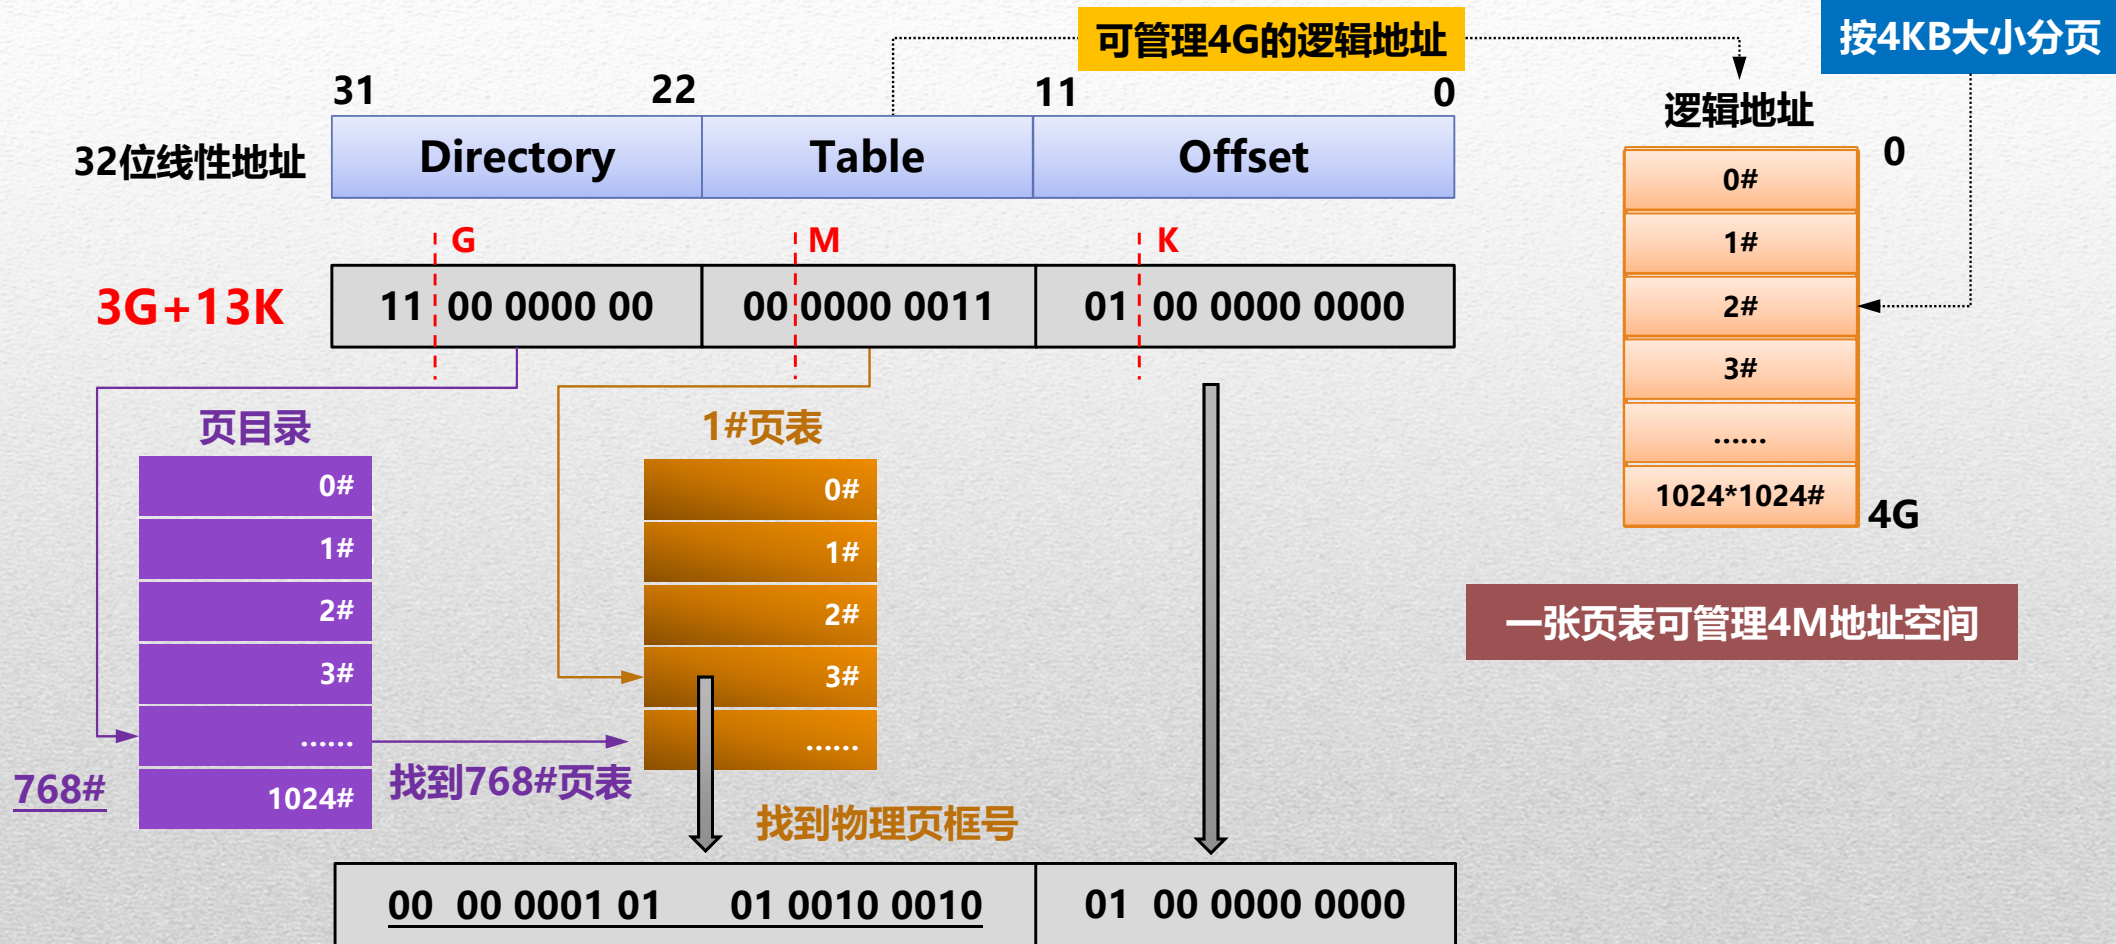 可管理4G的逻辑地址
按4KB大小分页
31 22 11 0
32位线性地址 Directory Table Offset
G M K
3G+13K 11 00 0000 00 00 0000 0011 01 00 0000 0000
逻辑地址
0
0#
1#
2#
3#
......
1024*1024#
4G
一张页表可管理4M地址空间
页目录
0#
1#
2#
3#
......
1024#
768#
找到768#页表
1#页表
0#
1#
2#
3#
......
找到物理页框号
00 00 0001 01 01 0010 0010 01 00 0000 0000